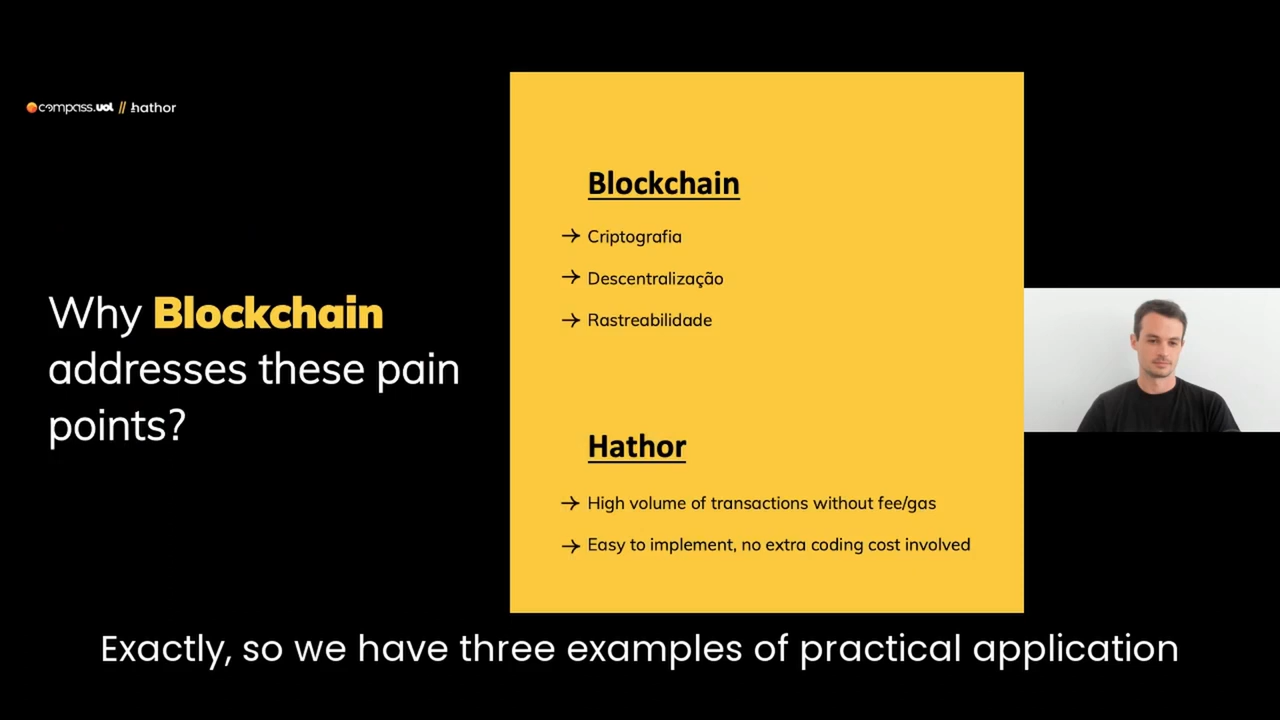 compass.uol // hathor
Why Blockchain
addresses these pain
points?
Blockchain
→ Criptografia
→ Descentralização
→ Rastreabilidade
Hathor
→ High volume of transactions without fee/gas
→ Easy to implement, no extra coding cost involved
Exactly, so we have three examples of practical application